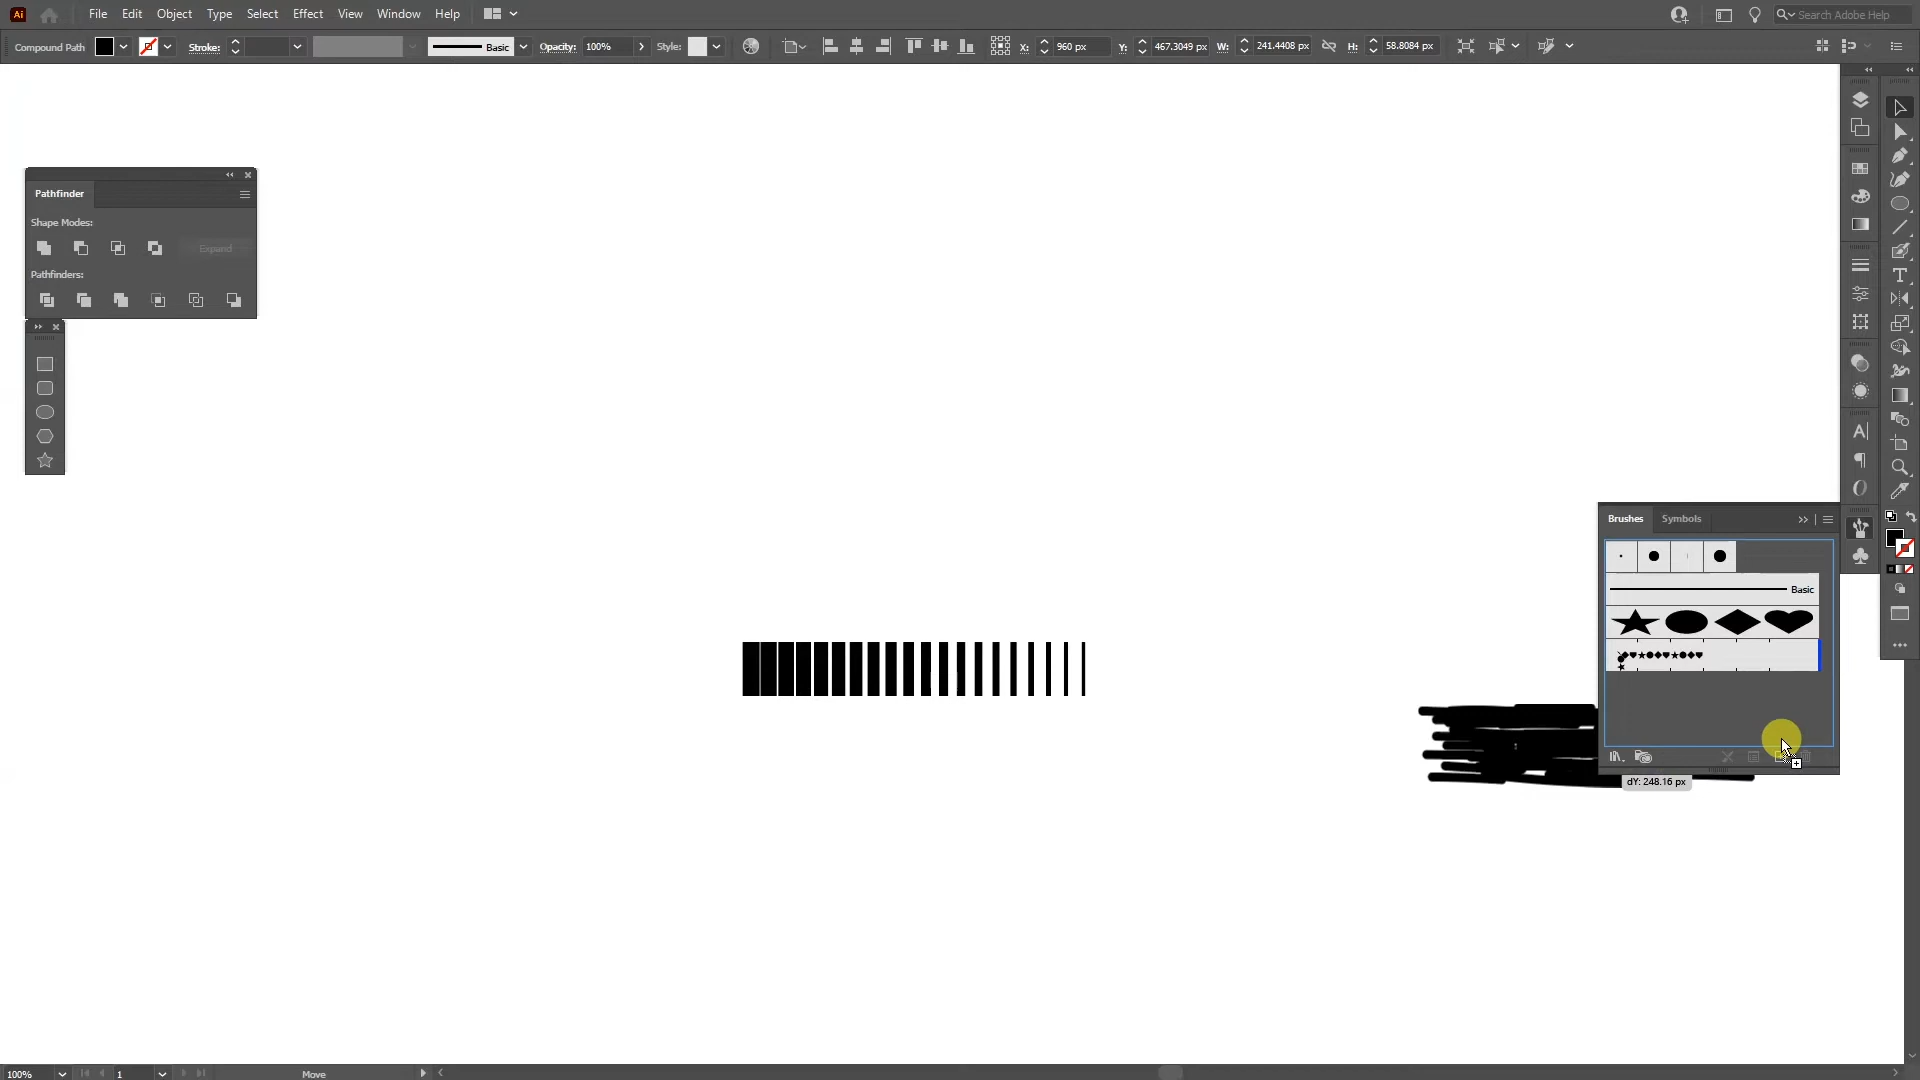 Ai File Edit Object Type Select Effect View Window Help Search Adobe Help
Compound Path Stroke: Basic Opacity: 100% Style: X: 960 px Y: 467.3049 px W: 241.4408 px H: 58.8084 px
Pathfinder
Shape Modes:
Expand
Pathfinders:
Brushes Symbols
Basic
dY: 248.16 px
100% 1 Move